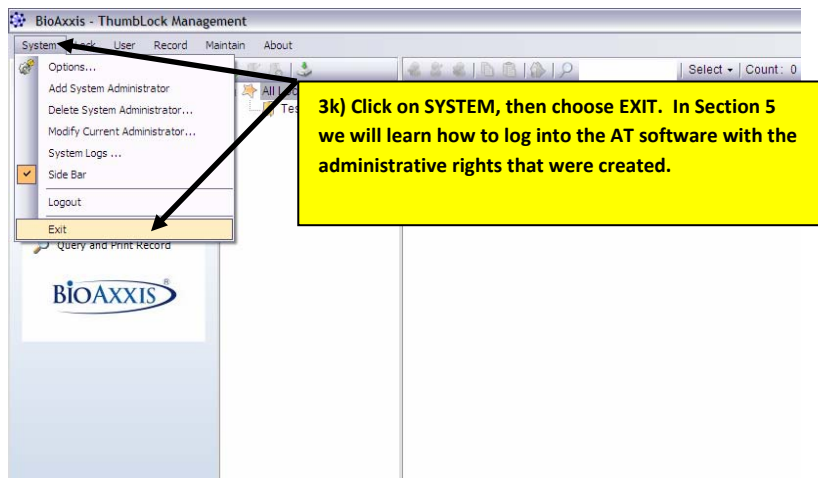 BioAxxis - ThumbLock Management
System Lock User Record Maintain About
Options...
Add System Administrator
Delete System Administrator...
Modify Current Administrator...
System Logs ...
Side Bar
Logout
Exit
Query and Print Record
BIOAXXIS
All
Te
Select
Count: 0
3k) Click on SYSTEM, then choose EXIT. In Section 5
we will learn how to log into the AT software with the
administrative rights that were created.